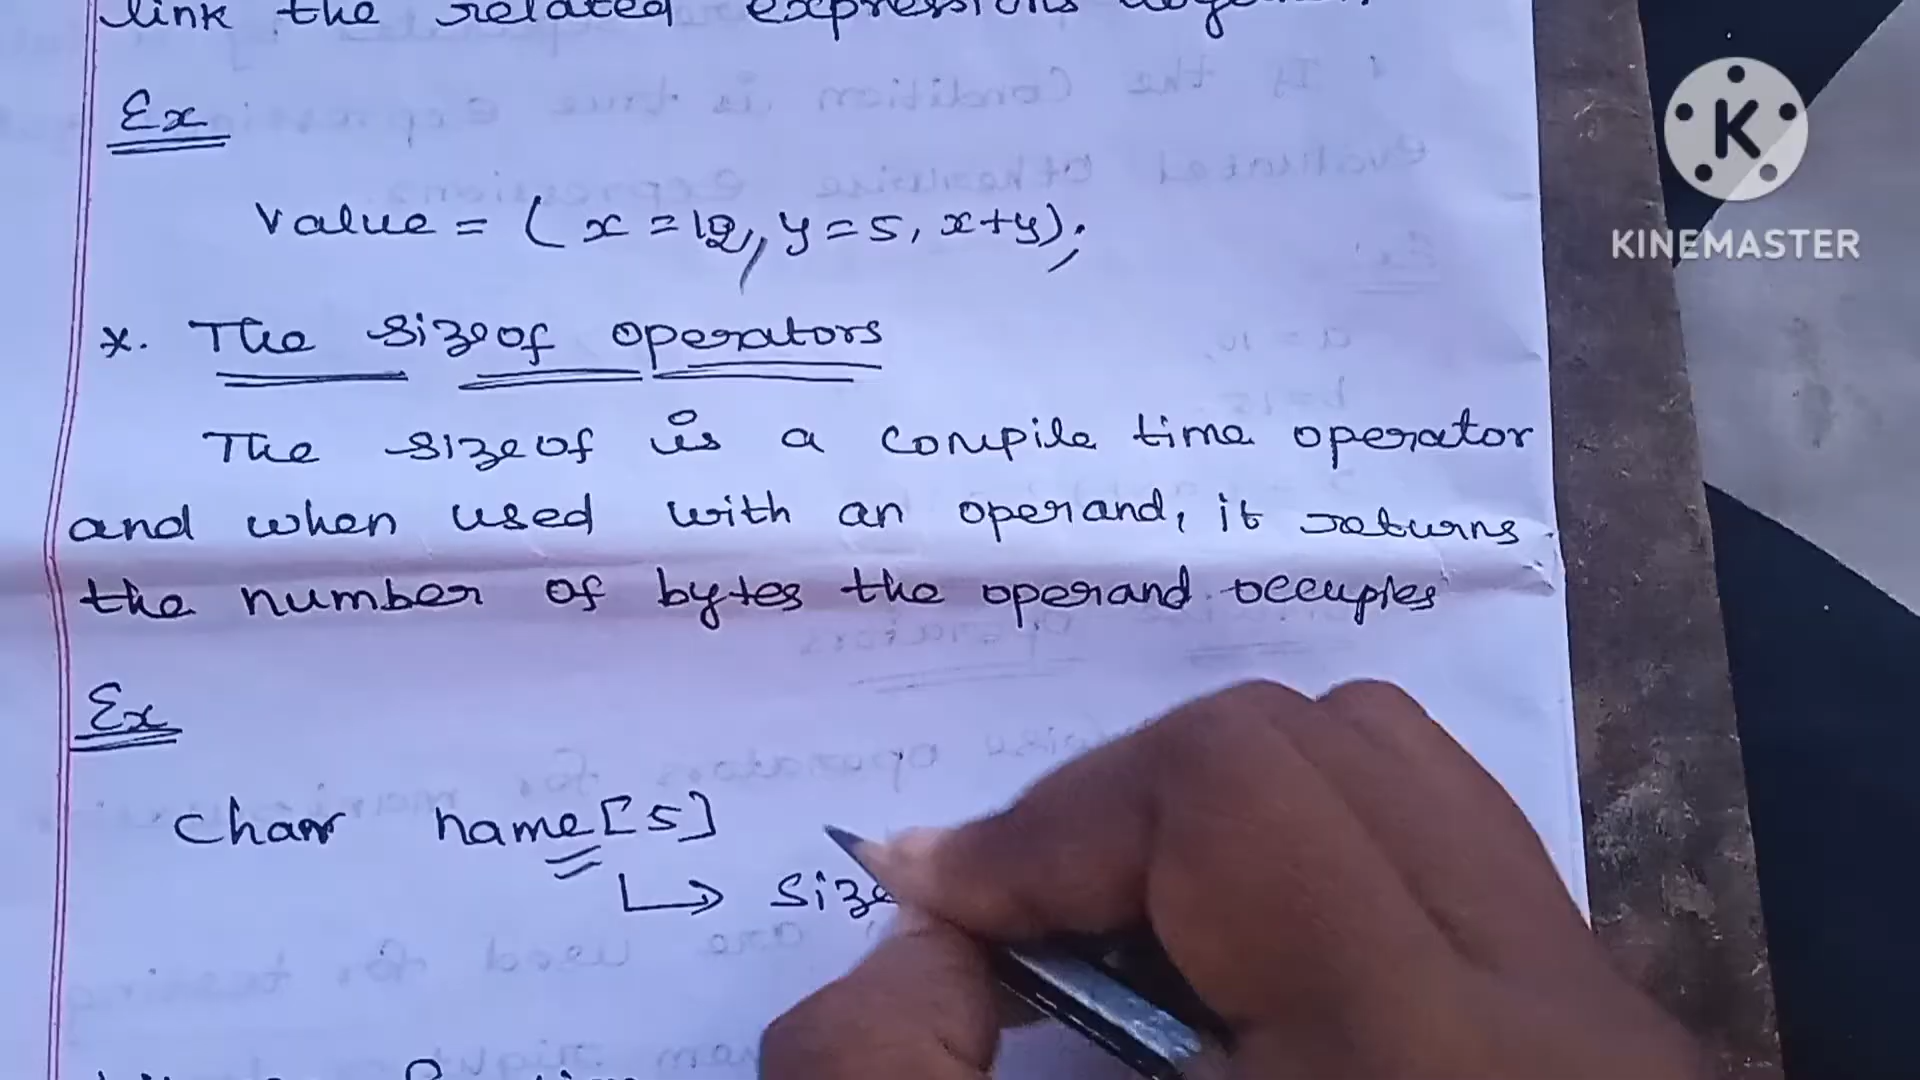 link the related expressions together.
Ex
Value = ( x = 12, y = 5, x+y);
*. The sizeof operators
The sizeof is a compile time operator
and when used with an operand, it returns
the number of bytes the operand occupies
Ex
Char name[5]
↳ size
K
KINEMASTER